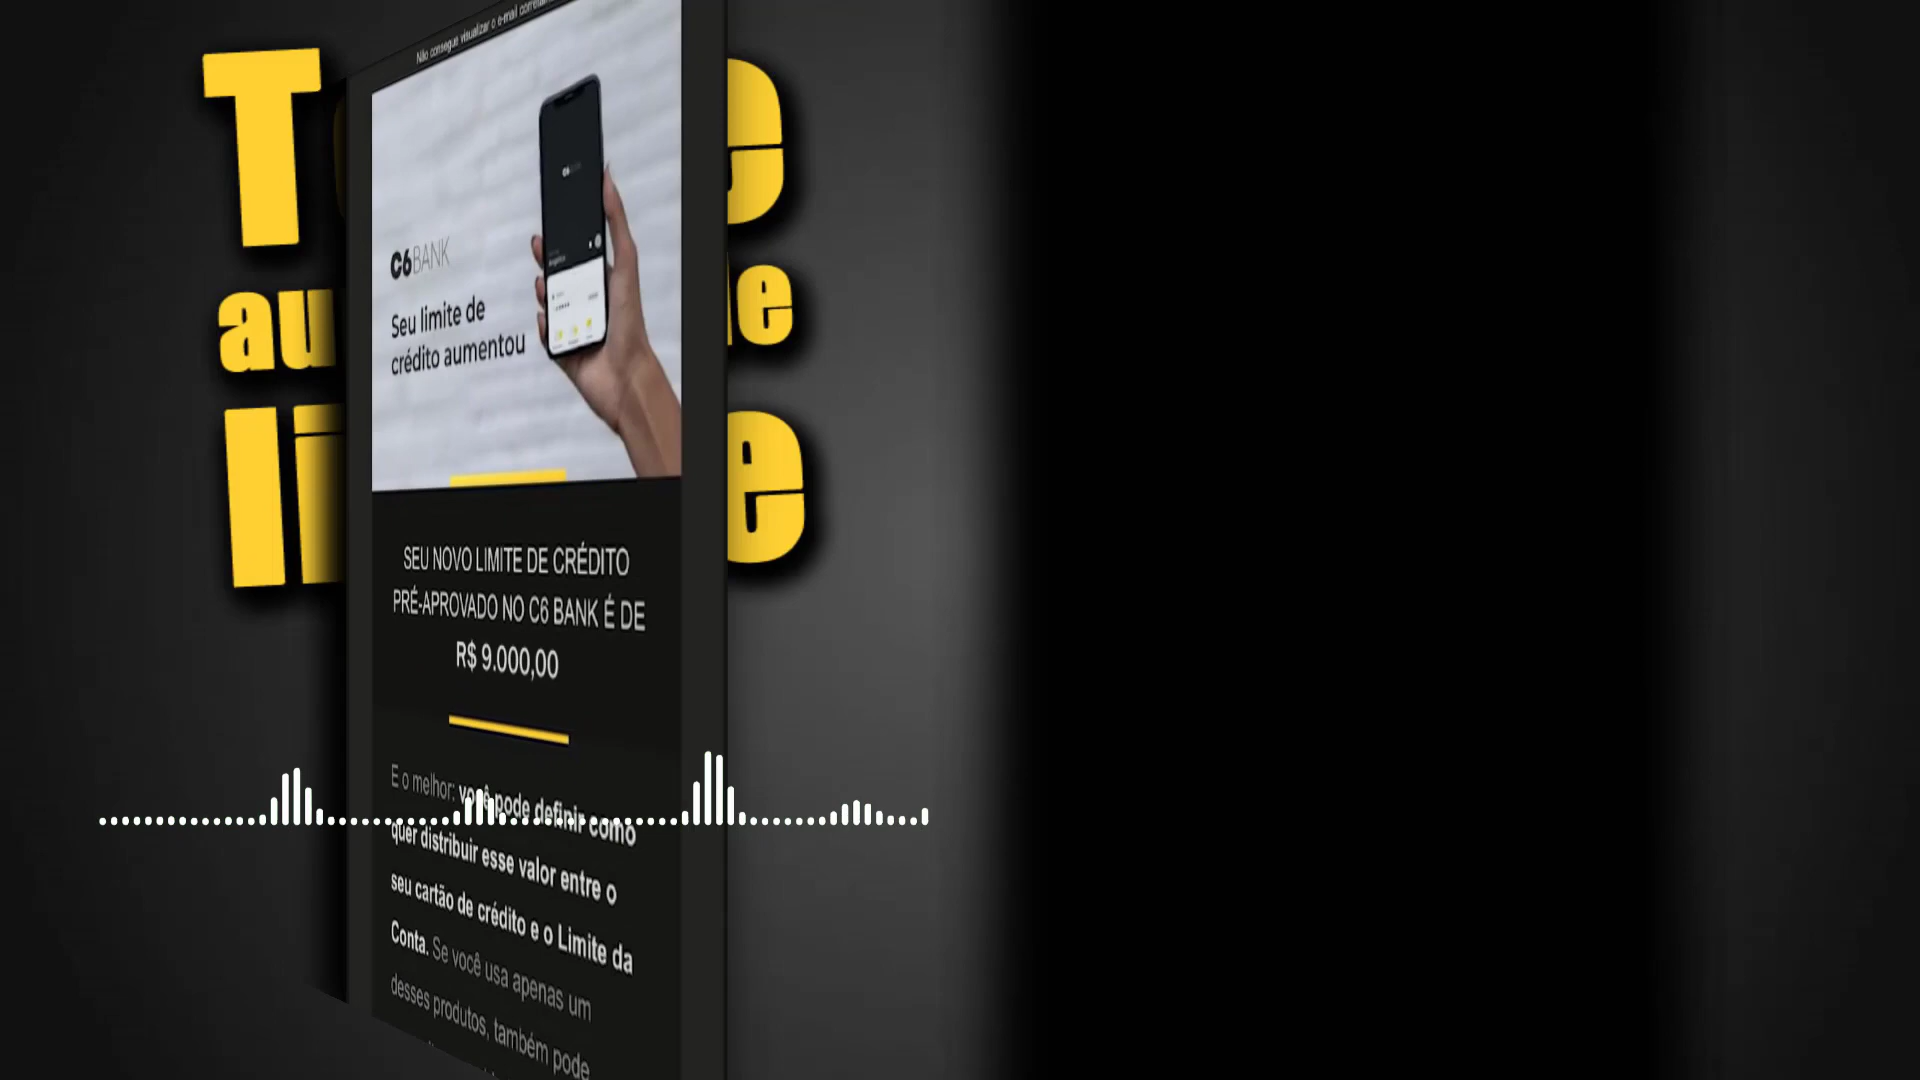 Não consegue visualizar o e-mail
C6BANK
Seu limite de
crédito aumentou
SEU NOVO LIMITE DE CRÉDITO
PRÉ-APROVADO NO C6 BANK É DE
R$ 9.000,00
E o melhor: você pode definir como
quer distribuir esse valor entre o
seu cartão de crédito e o Limite da
Conta. Se você usa apenas um
desses produtos, também pode